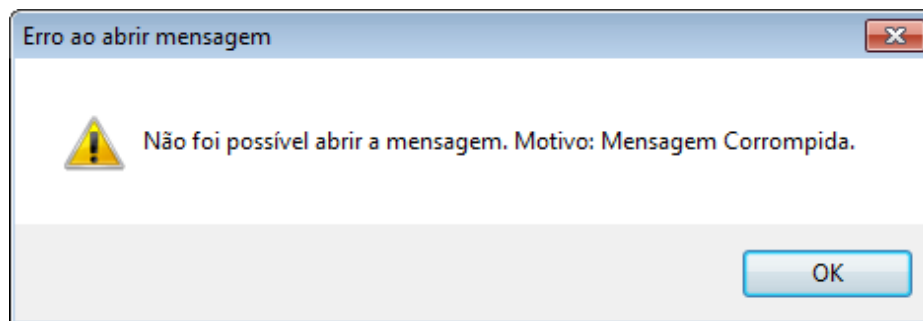 Erro ao abrir mensagem
Não foi possível abrir a mensagem. Motivo: Mensagem Corrompida.
OK